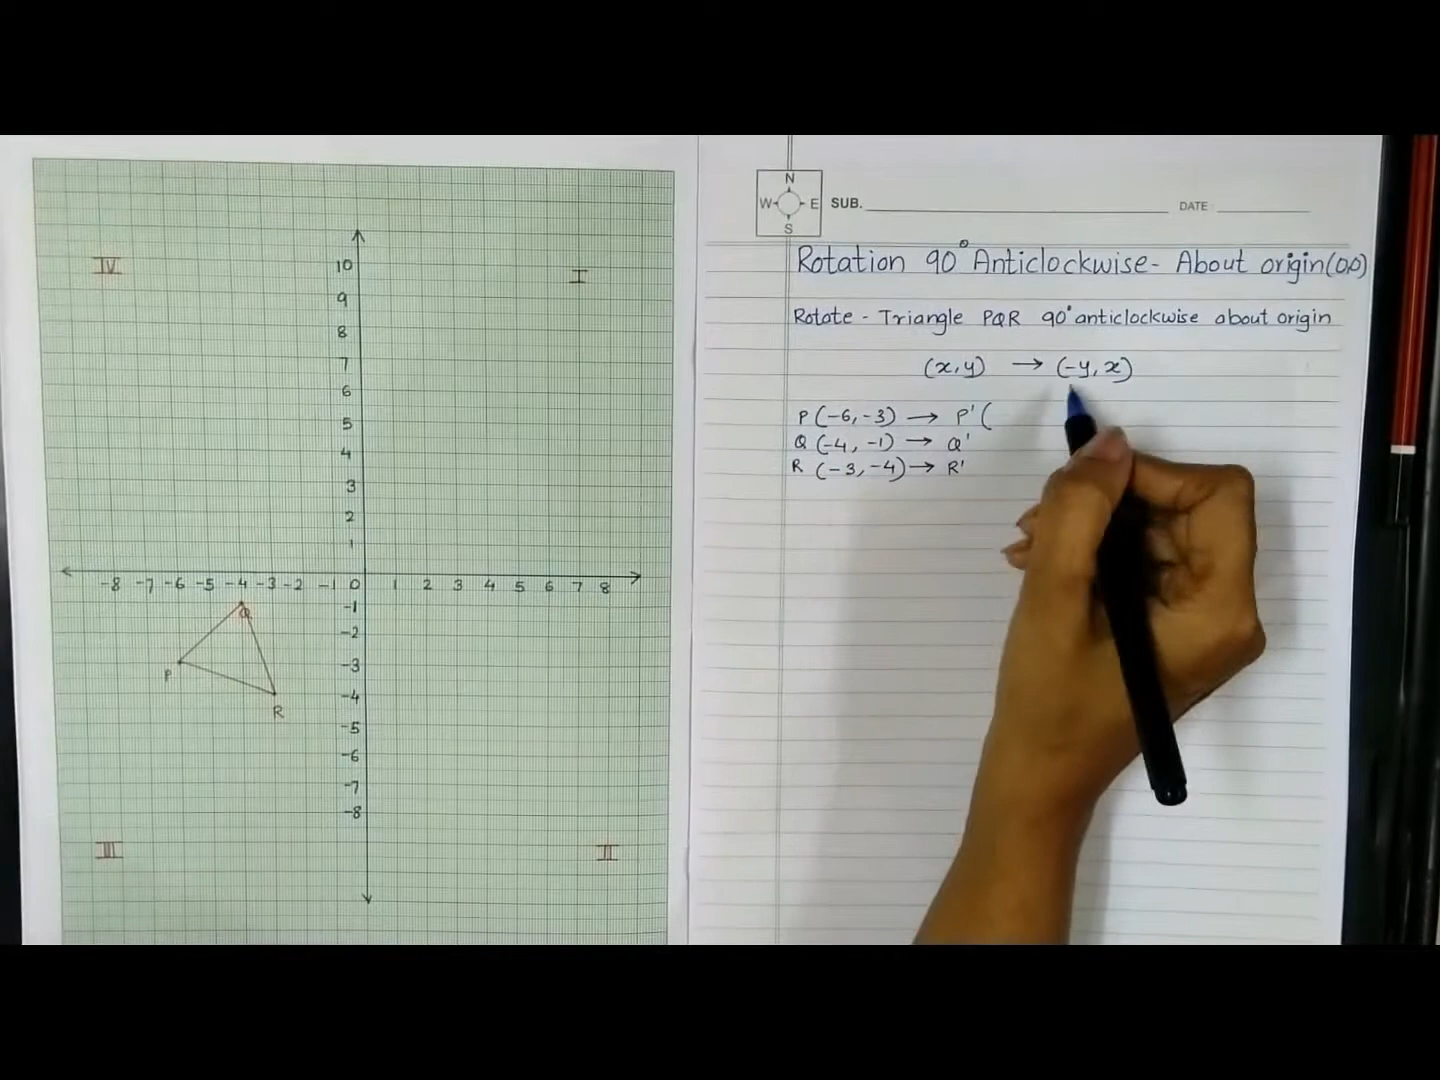 IV
I
10
9
8
7
6
5
4
3
2
1
-8 -7 -6 -5 -4 -3 -2 -1 0 1 2 3 4 5 6 7 8
-1
-2
-3
-4
-5
-6
-7
-8
Q
P
R
III
II
N
W E SUB. DATE
S
Rotation 90° Anticlockwise - About origin(0,0)
Rotate - Triangle PQR 90° anticlockwise about origin
(x,y) → (-y, x)
P (-6, -3) → P' (
Q (-4, -1) → Q'
R (-3, -4) → R'